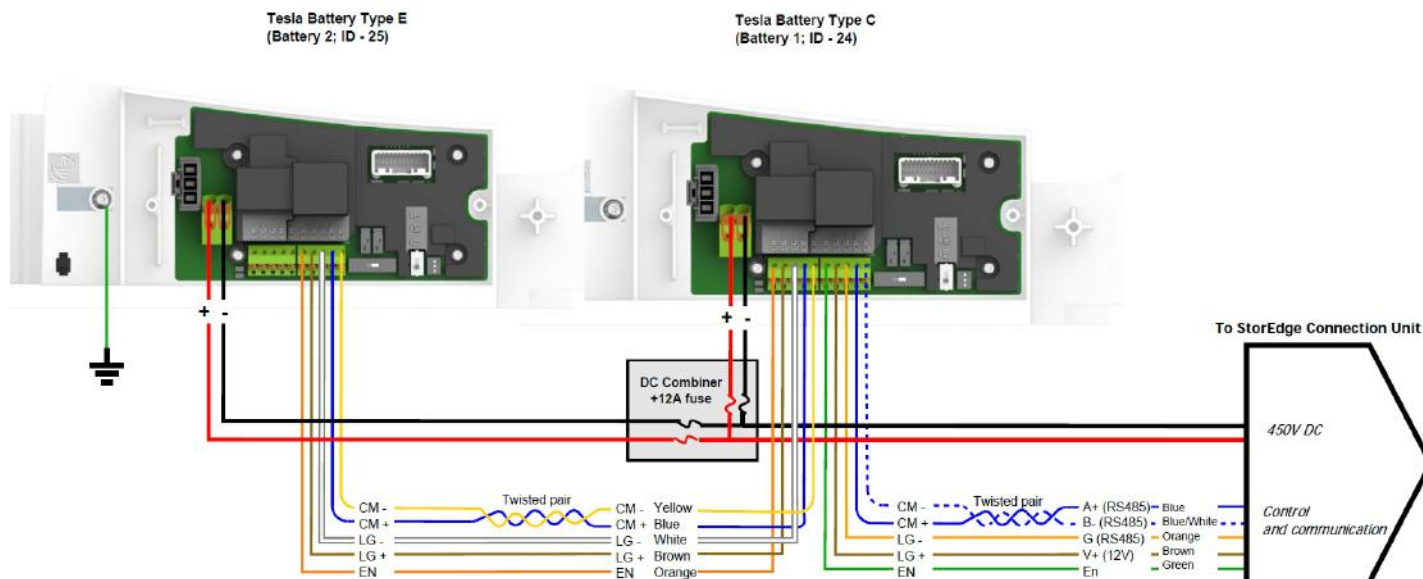 Tesla Battery Type E
(Battery 2; ID - 25)
Tesla Battery Type C
(Battery 1; ID - 24)
+ -
+ -
To StorEdge Connection Unit
DC Combiner
+12A fuse
450V DC
CM -
Twisted pair
CM - Yellow
CM +
CM + Blue
LG -
LG - White
LG +
LG + Brown
EN
EN Orange
CM -
Twisted pair
A+ (RS485) Blue
CM +
B- (RS485) Blue/White
LG -
G (RS485) Orange
LG +
V+ (12V) Brown
EN
En Green
Control
and communication